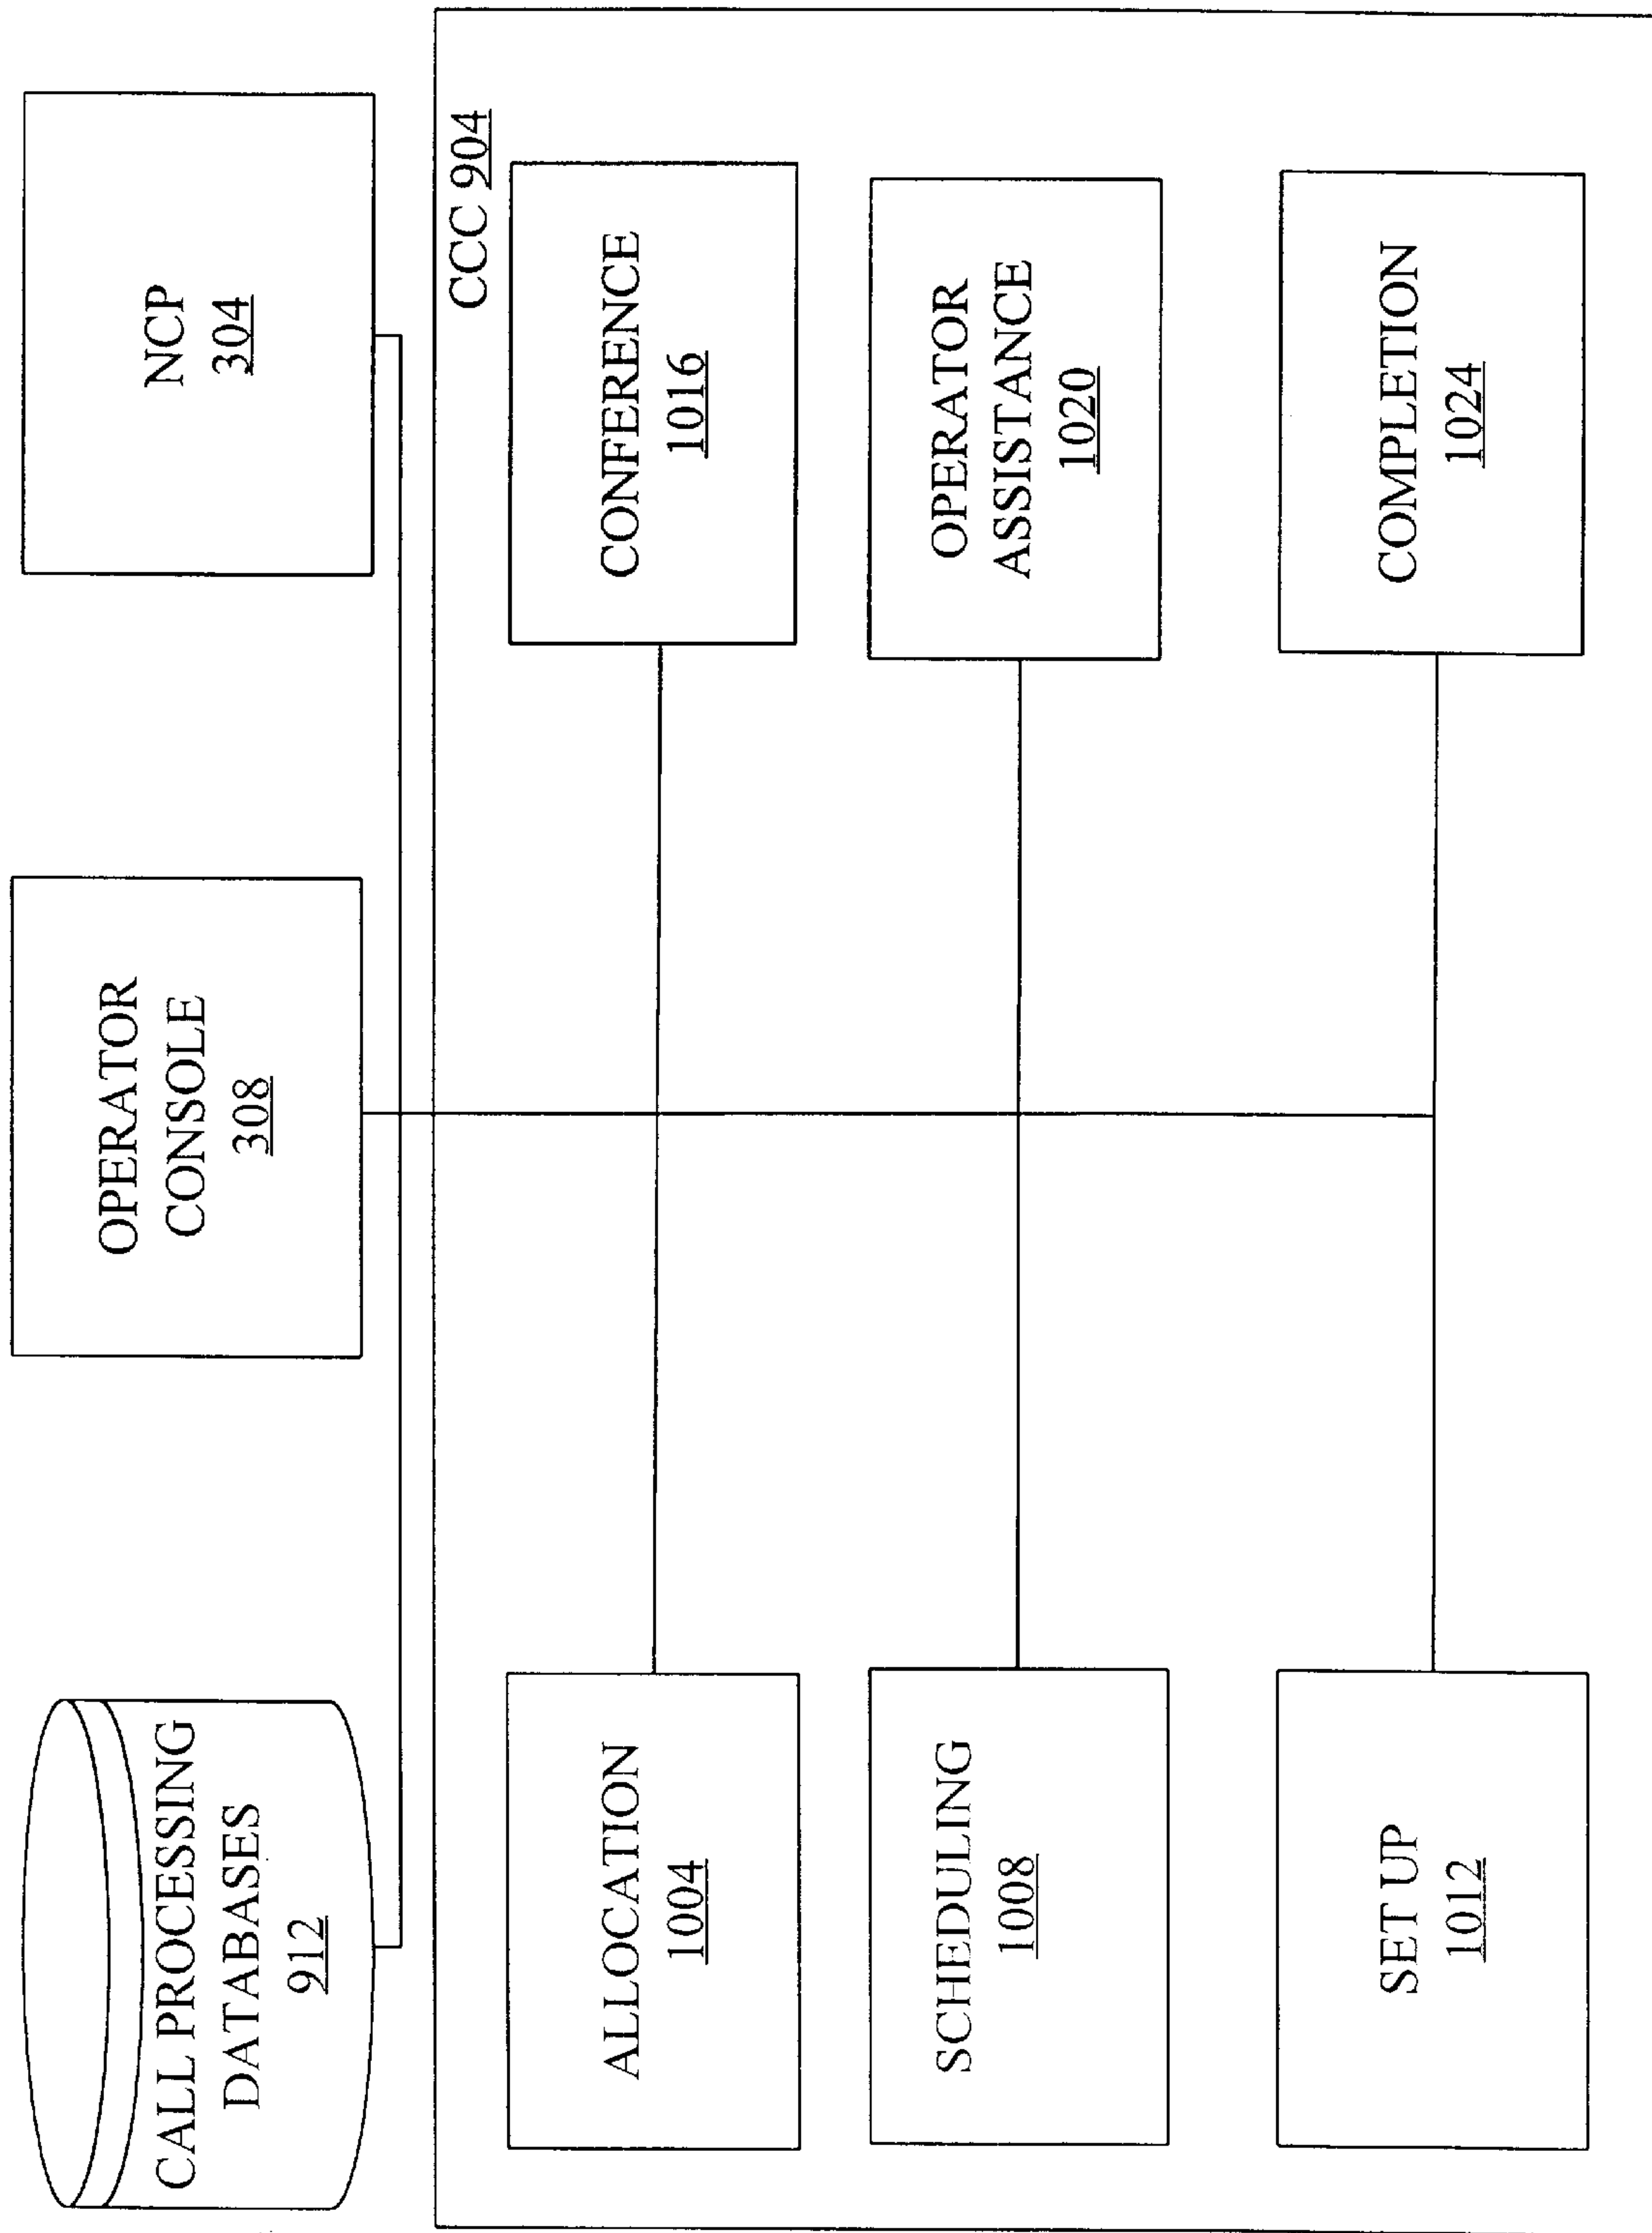 CALL PROCESSING
DATABASES
912
OPERATOR
CONSOLE
308
NCP
304
CCC 904
ALLOCATION
1004
CONFERENCE
1016
SCHEDULING
1008
OPERATOR
ASSISTANCE
1020
SET UP
1012
COMPLETION
1024